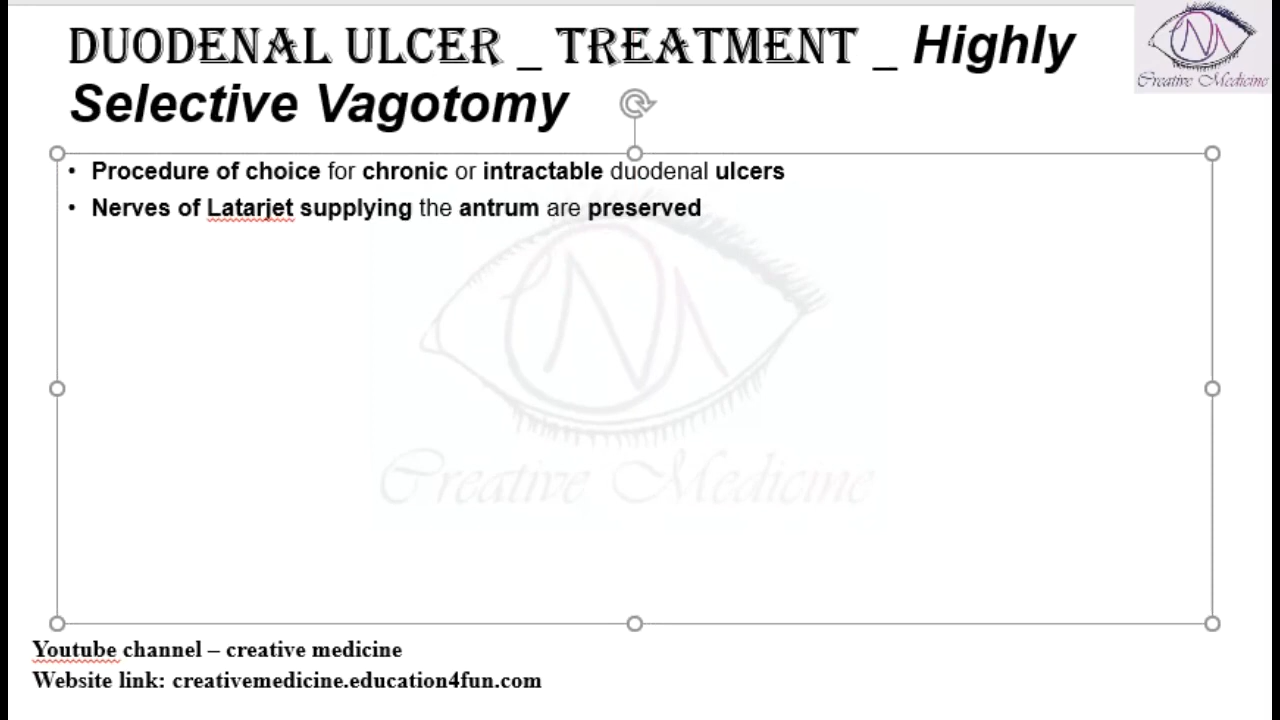 DUODENAL ULCER _ TREATMENT _ Highly
Selective Vagotomy
Creative Medicine
• Procedure of choice for chronic or intractable duodenal ulcers
• Nerves of Latarjet supplying the antrum are preserved
Creative Medicine
Youtube channel – creative medicine
Website link: creativemedicine.education4fun.com